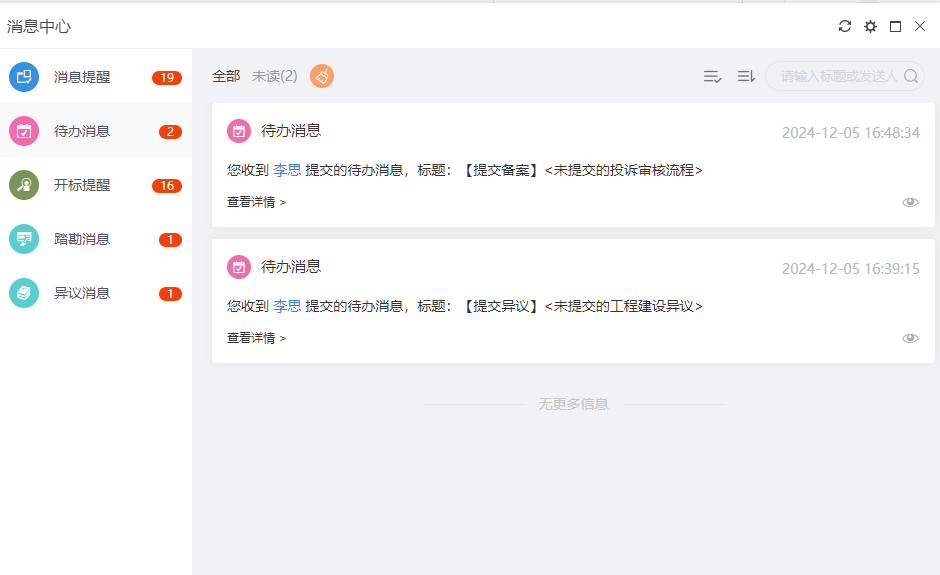 消息中心
消息提醒 19
待办消息 2
开标提醒 16
踏勘消息 1
异议消息 1
全部 未读(2) 请输入标题或发送人
待办消息 2024-12-05 16:48:34
您收到 李思 提交的待办消息，标题：【提交备案】<未提交的投诉审核流程>
查看详情 >
待办消息 2024-12-05 16:39:15
您收到 李思 提交的待办消息，标题：【提交异议】<未提交的工程建设异议>
查看详情 >
无更多信息